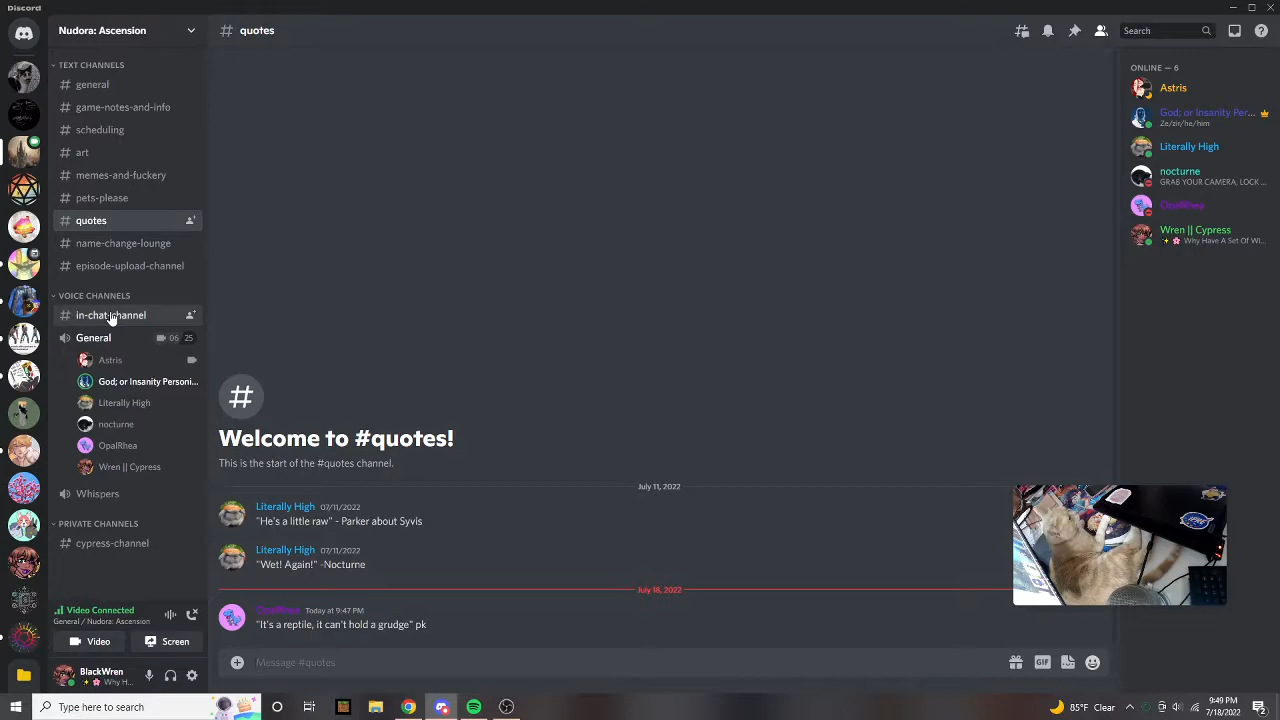 Discord
Nudora: Ascension
# quotes
Search
TEXT CHANNELS
# general
# game-notes-and-info
# scheduling
# art
# memes-and-fuckery
# pets-please
# quotes
# name-change-lounge
# episode-upload-channel
VOICE CHANNELS
# in-chat-channel
General 06 25
Astris
God; or Insanity Personi...
Literally High
nocturne
OpalRhea
Wren || Cypress
Whispers
PRIVATE CHANNELS
# cypress-channel
Video Connected
General / Nudora: Ascension
Video
Screen
BlackWren
Why H...
#
Welcome to #quotes!
This is the start of the #quotes channel.
July 11, 2022
Literally High 07/11/2022
"He's a little raw" - Parker about Syvis
Literally High 07/11/2022
"Wet! Again!" -Nocturne
July 18, 2022
OpalRhea Today at 9:47 PM
"It's a reptile, it can't hold a grudge" pk
Message #quotes
GIF
ONLINE — 6
Astris
God; or Insanity Per...
Ze/zir/he/him
Literally High
nocturne
GRAB YOUR CAMERA, LOCK ...
OpalRhea
Wren || Cypress
Why Have A Set Of Wi...
Type here to search
85°F Clear
9:49 PM
7/18/2022
2